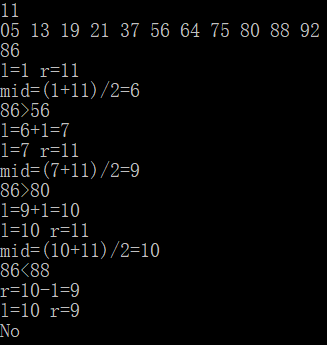 11
05 13 19 21 37 56 64 75 80 88 92
86
l=1 r=11
mid=(1+11)/2=6
86>56
l=6+1=7
l=7 r=11
mid=(7+11)/2=9
86>80
l=9+1=10
l=10 r=11
mid=(10+11)/2=10
86<88
r=10-1=9
l=10 r=9
No